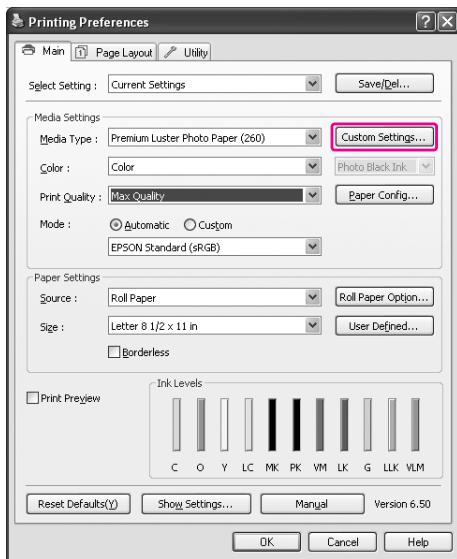 Printing Preferences
Main Page Layout Utility
Select Setting : Current Settings Save/Del...
Media Settings
Media Type : Premium Luster Photo Paper (260) Custom Settings...
Color : Color Photo Black Ink
Print Quality : Max Quality Paper Config...
Mode : Automatic Custom
EPSON Standard (sRGB)
Paper Settings
Source : Roll Paper Roll Paper Option...
Size : Letter 8 1/2 x 11 in User Defined...
Borderless
Print Preview
Ink Levels
C O Y LC MK PK VM LK G LLK VLM
Reset Defaults(Y) Show Settings... Manual Version 6.50
OK Cancel Help